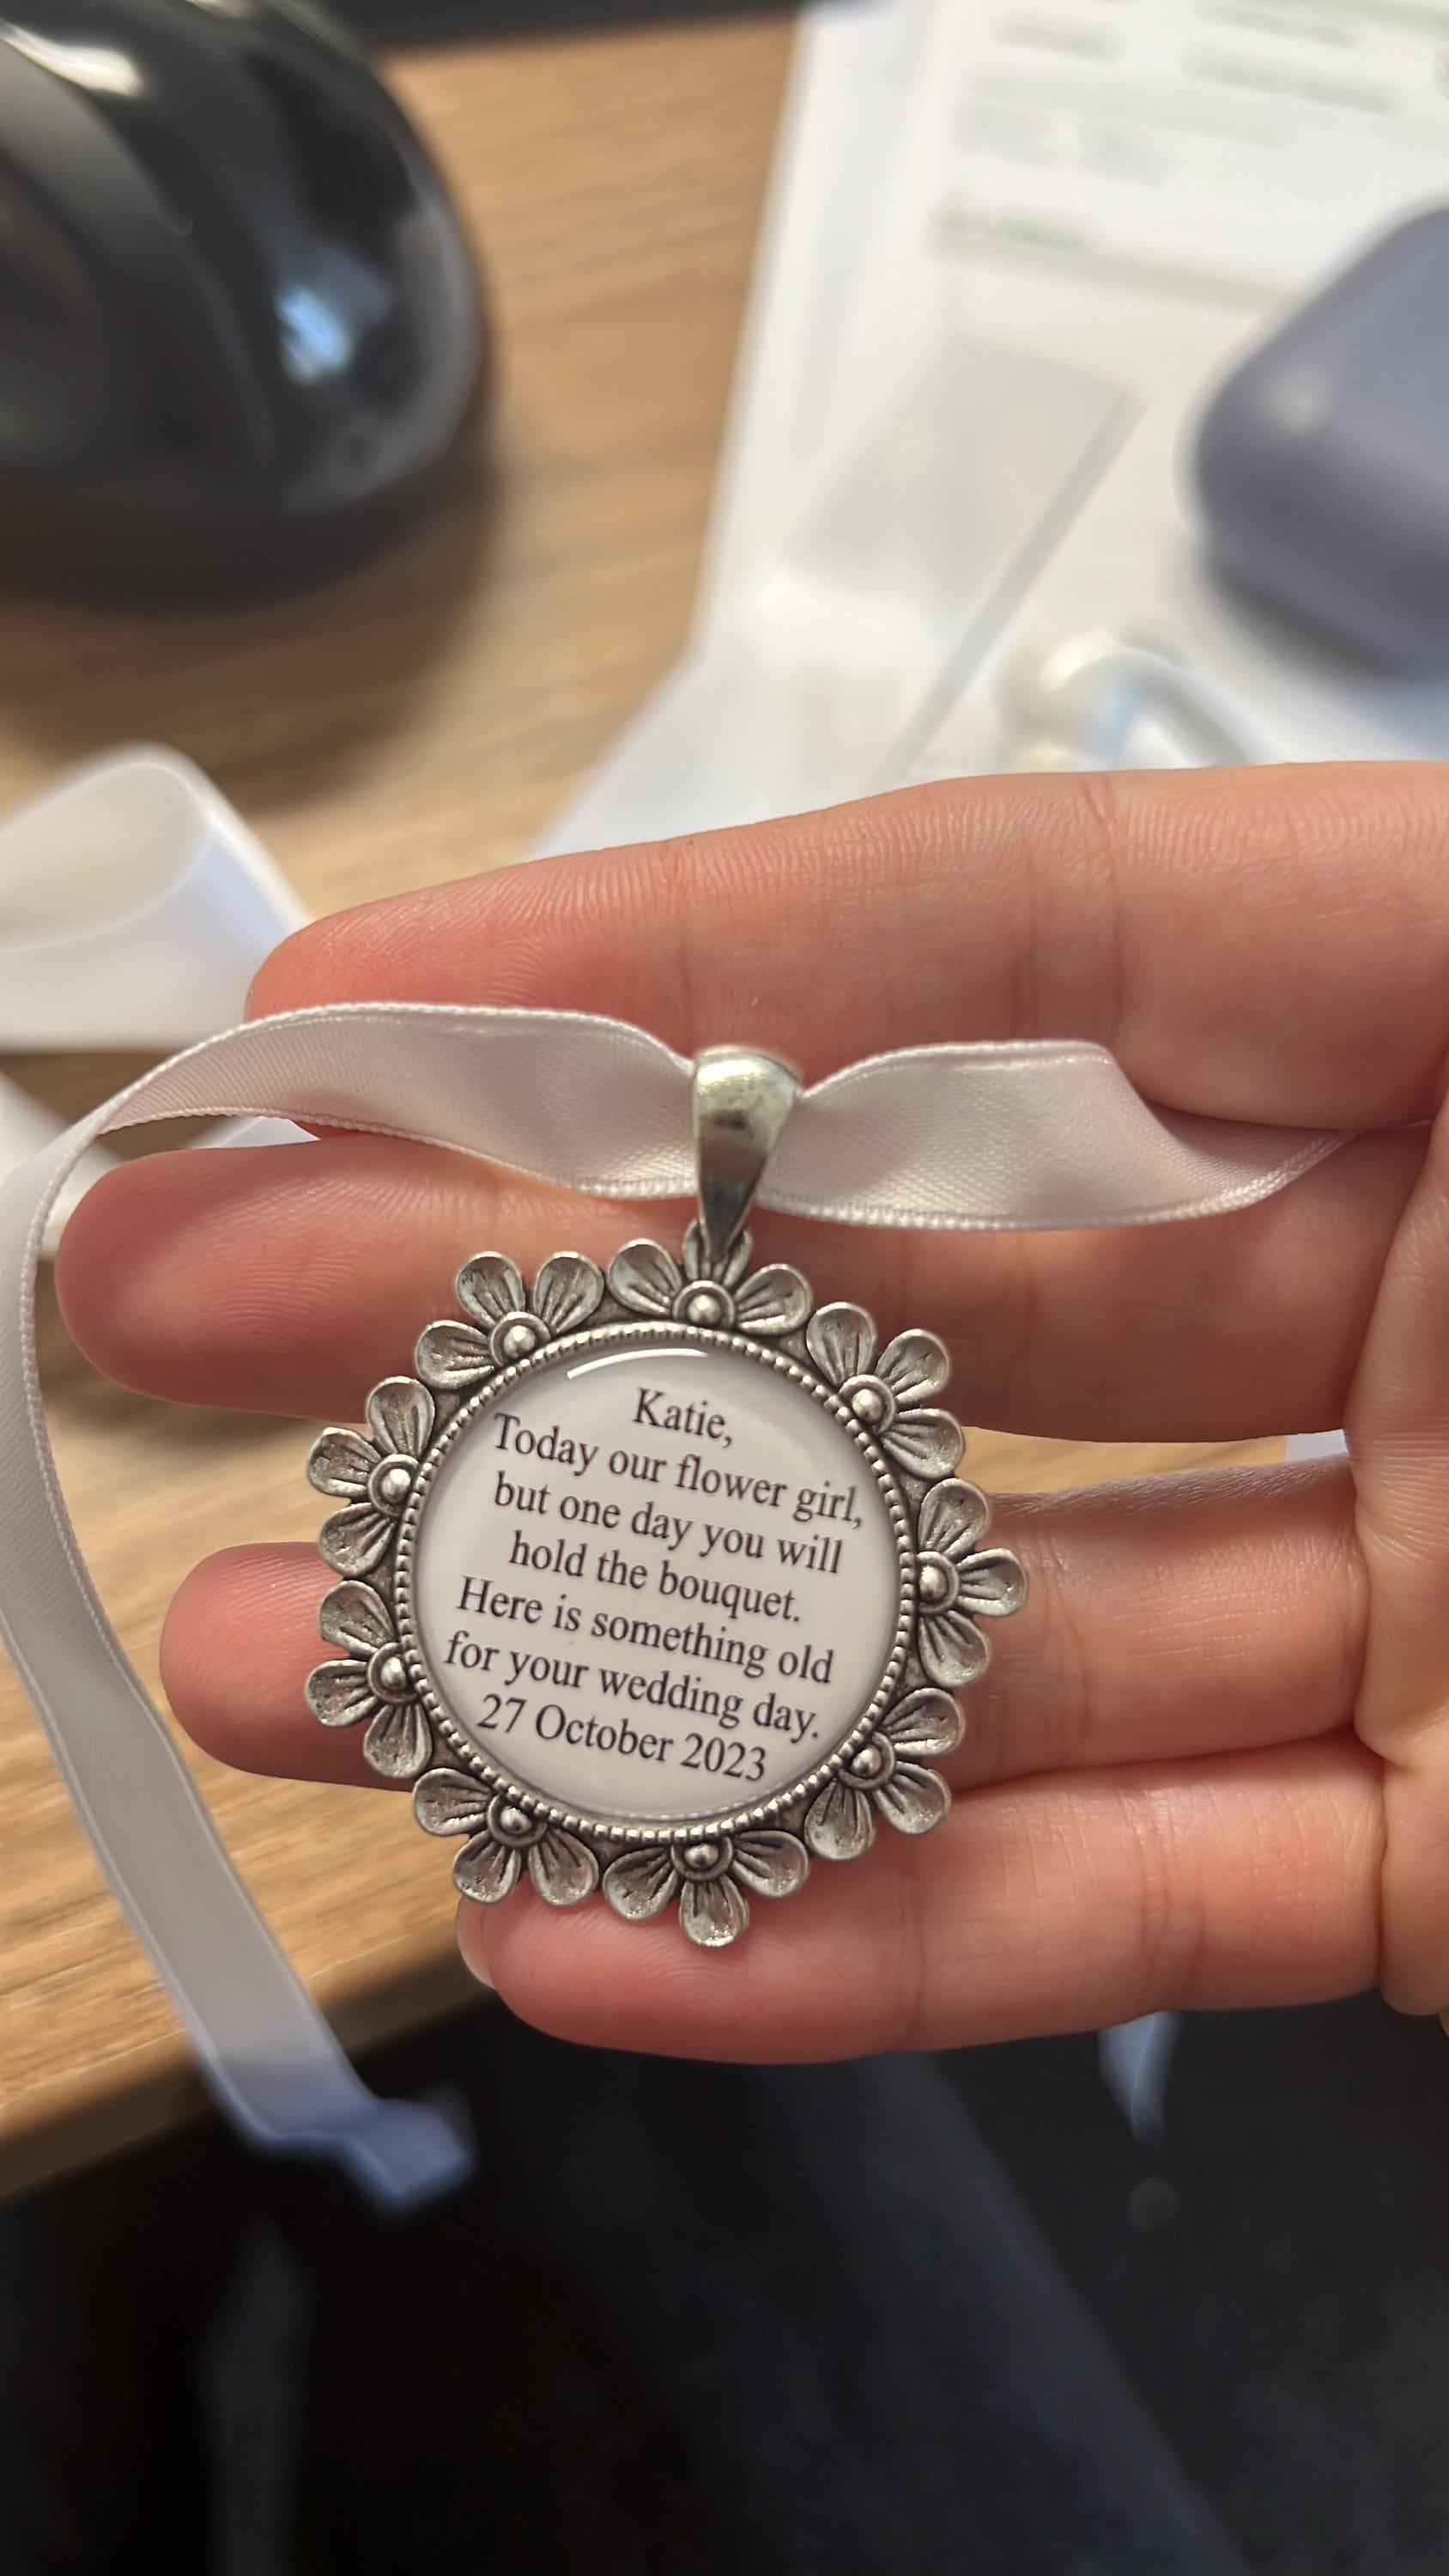 Katie,
Today our flower girl,
but one day you will
hold the bouquet.
Here is something old
for your wedding day.
27 October 2023